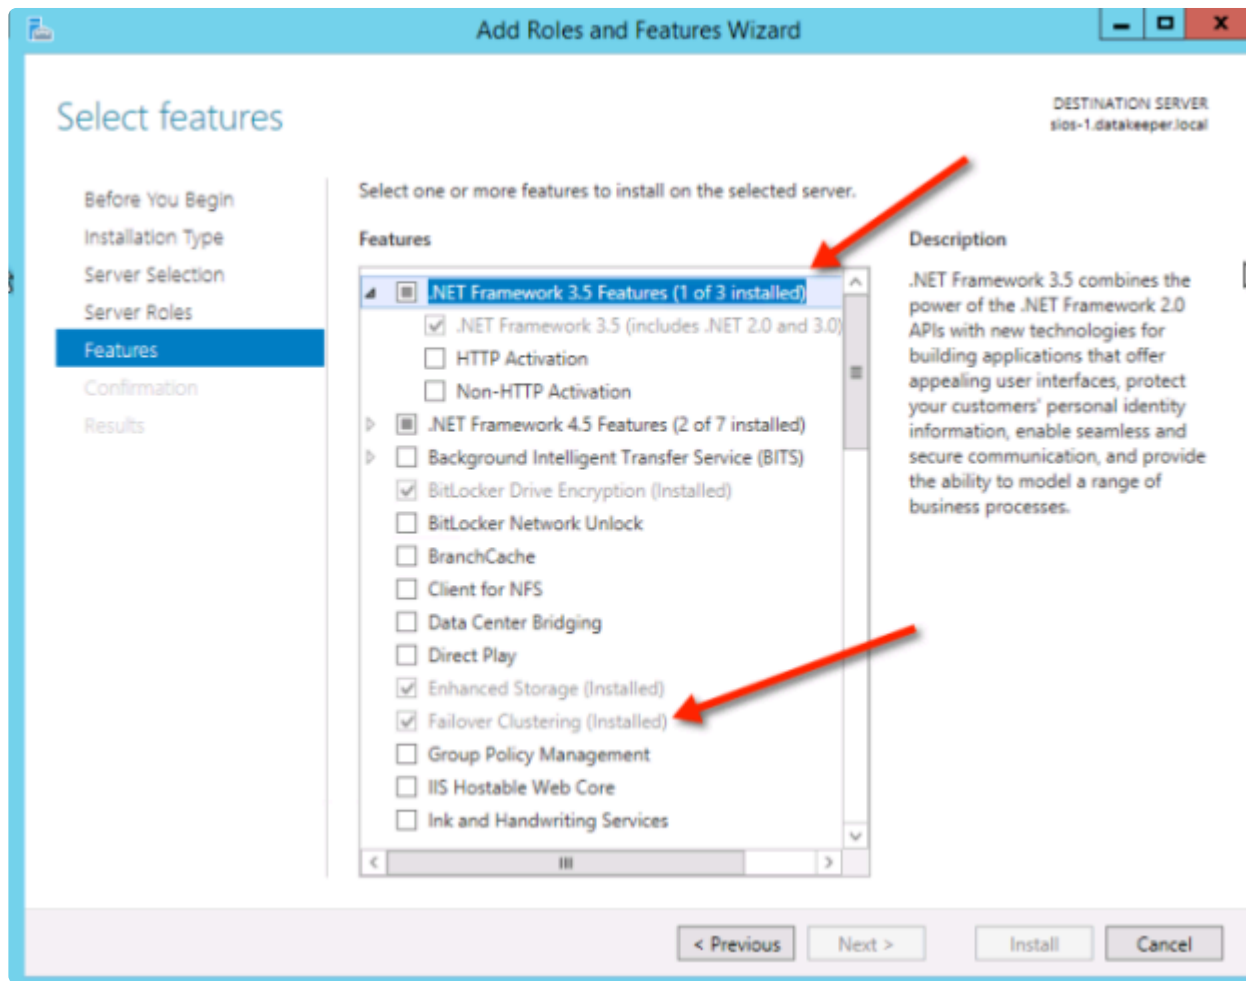 Add Roles and Features Wizard
Select features
DESTINATION SERVER
sios-1.datakeeper.local
Before You Begin
Installation Type
Server Selection
Server Roles
Features
Confirmation
Results
Select one or more features to install on the selected server.
Features
.NET Framework 3.5 Features (1 of 3 installed)
.NET Framework 3.5 (includes .NET 2.0 and 3.0)
HTTP Activation
Non-HTTP Activation
.NET Framework 4.5 Features (2 of 7 installed)
Background Intelligent Transfer Service (BITS)
BitLocker Drive Encryption (Installed)
BitLocker Network Unlock
BranchCache
Client for NFS
Data Center Bridging
Direct Play
Enhanced Storage (Installed)
Failover Clustering (Installed)
Group Policy Management
IIS Hostable Web Core
Ink and Handwriting Services
Description
.NET Framework 3.5 combines the
power of the .NET Framework 2.0
APIs with new technologies for
building applications that offer
appealing user interfaces, protect
your customers' personal identity
information, enable seamless and
secure communication, and provide
the ability to model a range of
business processes.
< Previous
Next >
Install
Cancel